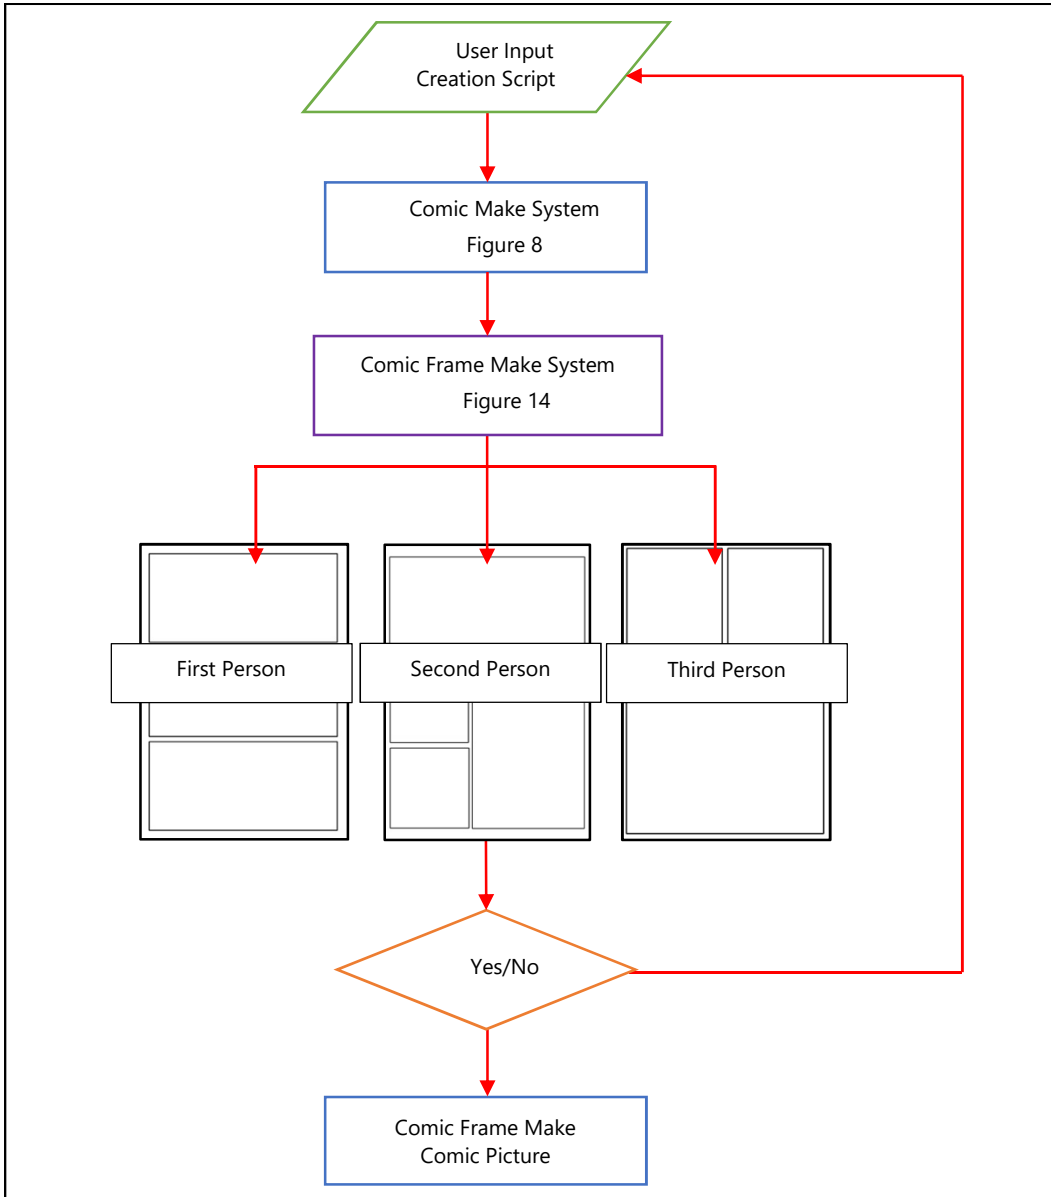 User Input
Creation Script
Comic Make System
Figure 8
Comic Frame Make System
Figure 14
First Person
Second Person
Third Person
Yes/No
Comic Frame Make
Comic Picture